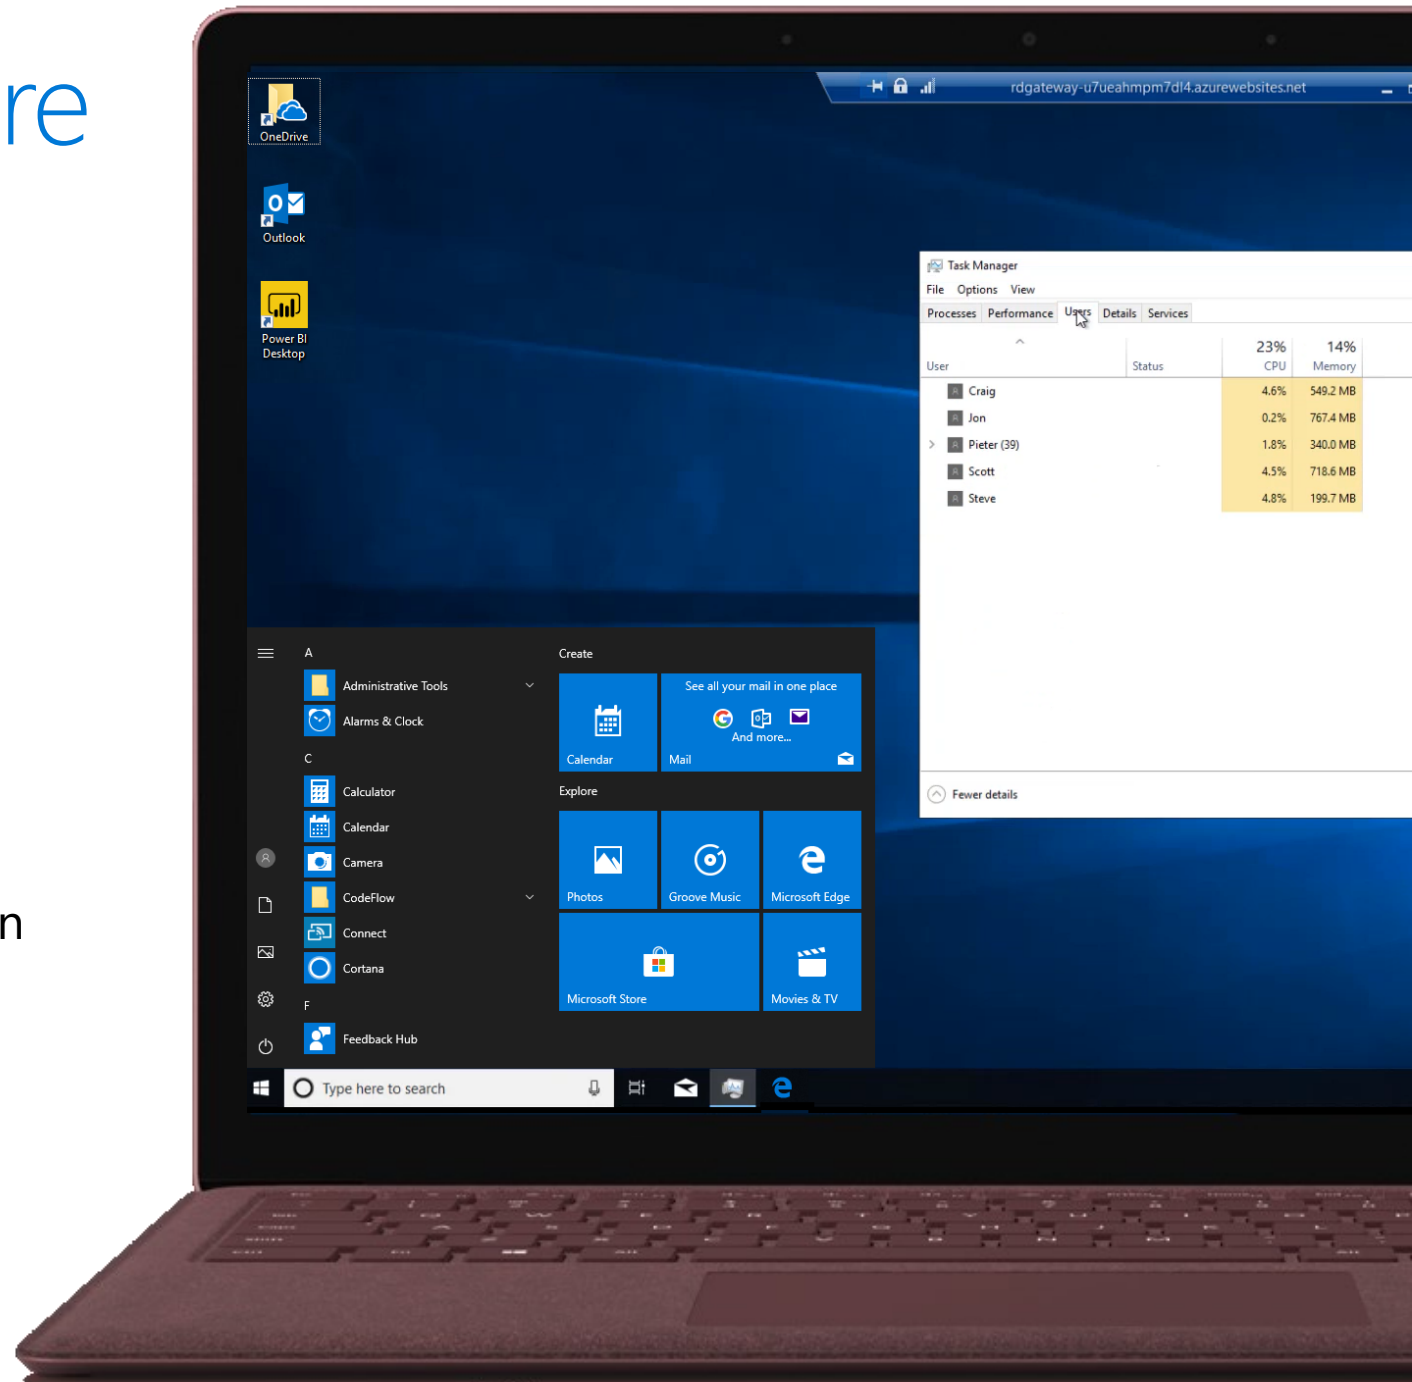 re
n
rdgateway-u7ueahmpm7dl4.azurewebsites.net
OneDrive
Outlook
Power BI
Desktop
Task Manager
File Options View
Processes Performance Users Details Services
23% 14%
User Status CPU Memory
Craig 4.6% 549.2 MB
Jon 0.2% 767.4 MB
Pieter (39) 1.8% 340.0 MB
Scott 4.5% 718.6 MB
Steve 4.8% 199.7 MB
Fewer details
A
Administrative Tools
Alarms & Clock
C
Calculator
Calendar
Camera
CodeFlow
Connect
Cortana
F
Feedback Hub
Create
Calendar
See all your mail in one place
And more...
Mail
Explore
Photos
Groove Music
Microsoft Edge
Microsoft Store
Movies & TV
Type here to search